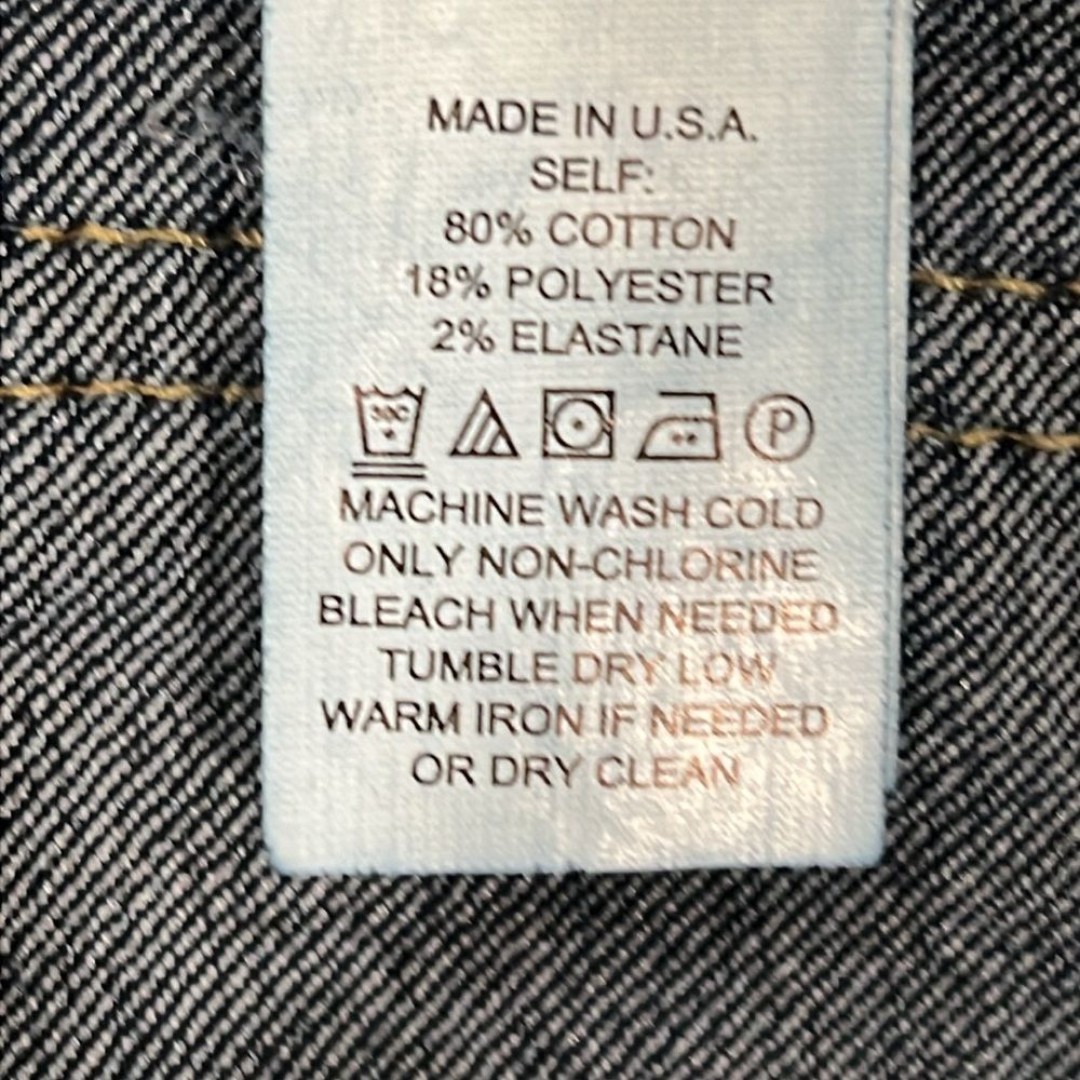 MADE IN U.S.A.
SELF:
80% COTTON
18% POLYESTER
2% ELASTANE
30C P
MACHINE WASH COLD
ONLY NON-CHLORINE
BLEACH WHEN NEEDED
TUMBLE DRY LOW
WARM IRON IF NEEDED
OR DRY CLEAN